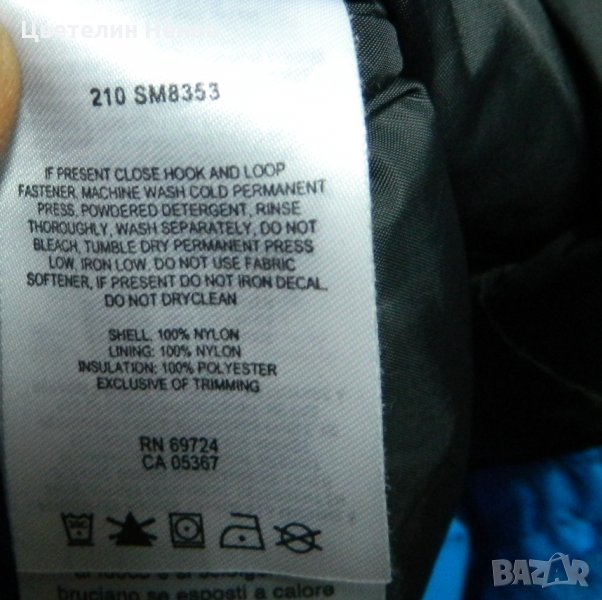 Цветелин Ненов
210 SM8353
IF PRESENT CLOSE HOOK AND LOOP
FASTENER, MACHINE WASH COLD PERMANENT
PRESS, POWDERED DETERGENT, RINSE
THOROUGHLY, WASH SEPARATELY, DO NOT
BLEACH, TUMBLE DRY PERMANENT PRESS
LOW, IRON LOW. DO NOT USE FABRIC
SOFTENER, IF PRESENT DO NOT IRON DECAL,
DO NOT DRYCLEAN
SHELL: 100% NYLON
LINING: 100% NYLON
INSULATION: 100% POLYESTER
EXCLUSIVE OF TRIMMING
RN 69724
CA 05367
bruciano se esposti a calore
BAZAR